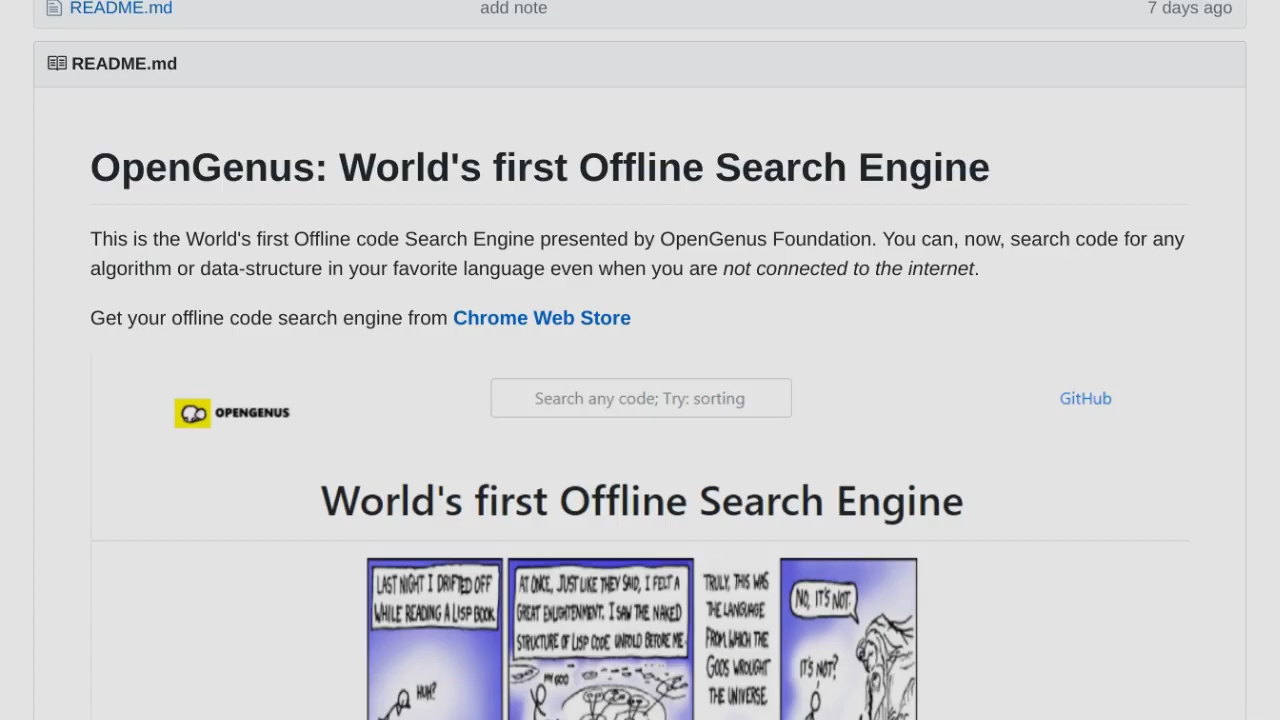 README.md add note 7 days ago
README.md
OpenGenus: World's first Offline Search Engine
This is the World's first Offline code Search Engine presented by OpenGenus Foundation. You can, now, search code for any
algorithm or data-structure in your favorite language even when you are not connected to the internet.
Get your offline code search engine from Chrome Web Store
OPENGENUS
Search any code; Try: sorting
GitHub
World's first Offline Search Engine
LAST NIGHT I DRIFTED OFF
WHILE READING A LISP BOOK.
HUH?
AT ONCE, JUST LIKE THEY SAID, I FELT A
GREAT ENLIGHTENMENT. I SAW THE NAKED
STRUCTURE OF LISP CODE UNFOLD BEFORE ME.
MY GOD
TRULY, THIS WAS
THE LANGUAGE
FROM WHICH THE
GODS WROUGHT
THE UNIVERSE.
NO, IT'S NOT.
IT'S NOT?